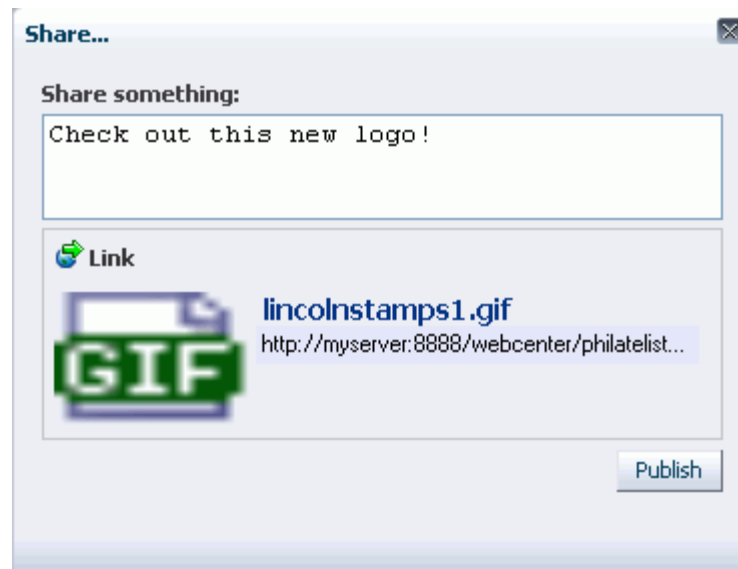 Share...
Share something:
Check out this new logo!
Link
GIF
lincolnstamps1.gif
http://myserver:8888/webcenter/philatelist...
Publish